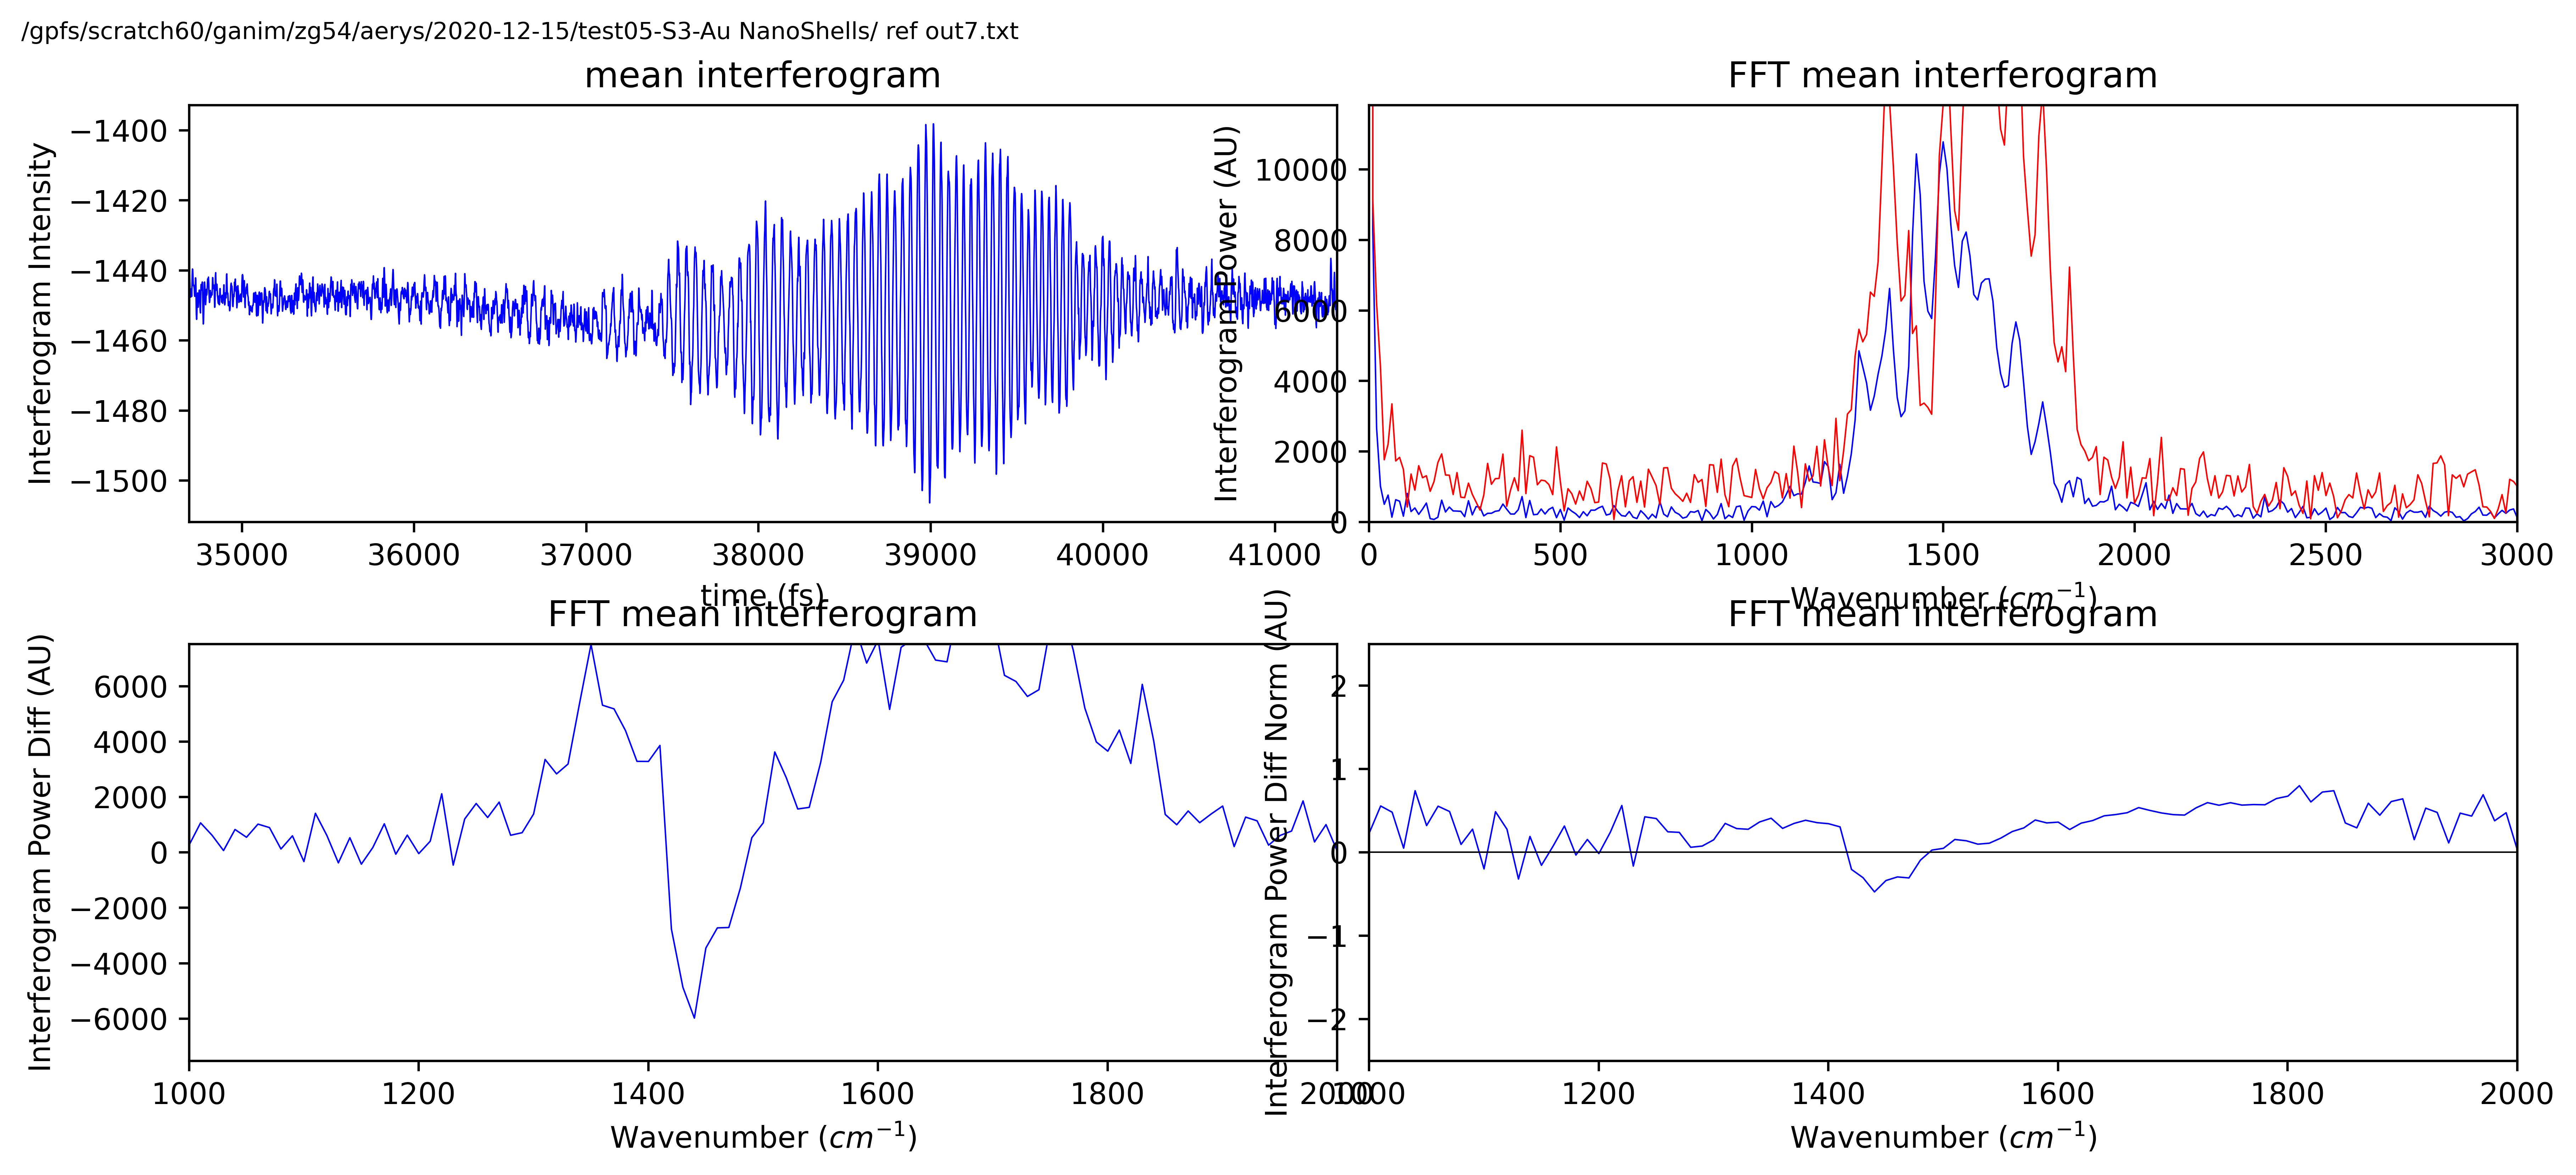 /gpfs/scratch60/ganim/zg54/aerys/2020-12-15/test05-S3-Au NanoShells/ ref out7.txt
mean interferogram
Interferogram Intensity
−1400
−1420
−1440
−1460
−1480
−1500
35000 36000 37000 38000 39000 40000 41000
time (fs)
FFT mean interferogram
Interferogram Power (AU)
10000
8000
6000
4000
2000
0
0 500 1000 1500 2000 2500 3000
Wavenumber (cm⁻¹)
FFT mean interferogram
Interferogram Power Diff (AU)
6000
4000
2000
0
−2000
−4000
−6000
1000 1200 1400 1600 1800 2000
Wavenumber (cm⁻¹)
FFT mean interferogram
Interferogram Power Diff Norm (AU)
2
1
0
−1
−2
1000 1200 1400 1600 1800 2000
Wavenumber (cm⁻¹)